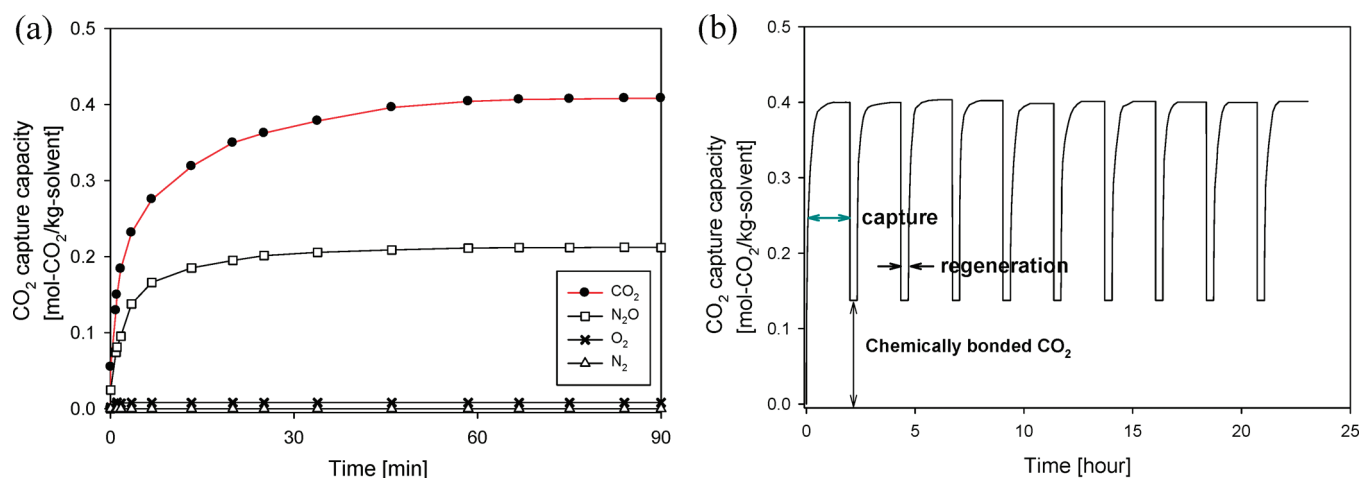 (a)
CO₂ capture capacity
[mol-CO₂/kg-solvent]
0.5
0.4
0.3
0.2
0.1
0.0
0
30
60
90
Time [min]
CO₂
N₂O
O₂
N₂
(b)
CO₂ capture capacity
[mol-CO₂/kg-solvent]
0.5
0.4
0.3
0.2
0.1
0.0
capture
regeneration
Chemically bonded CO₂
0
5
10
15
20
25
Time [hour]